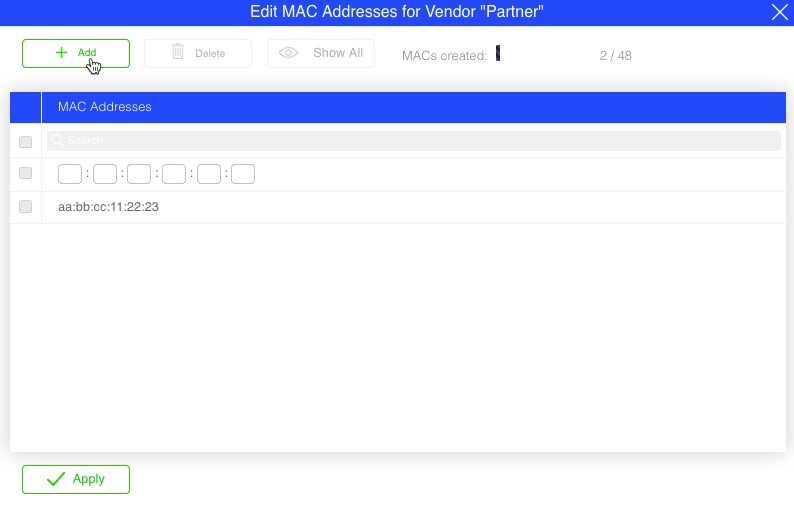 Edit MAC Addresses for Vendor "Partner"
Add Delete Show All MACs created: 2 / 48
MAC Addresses
Search
: : : : :
aa:bb:cc:11:22:23
Apply